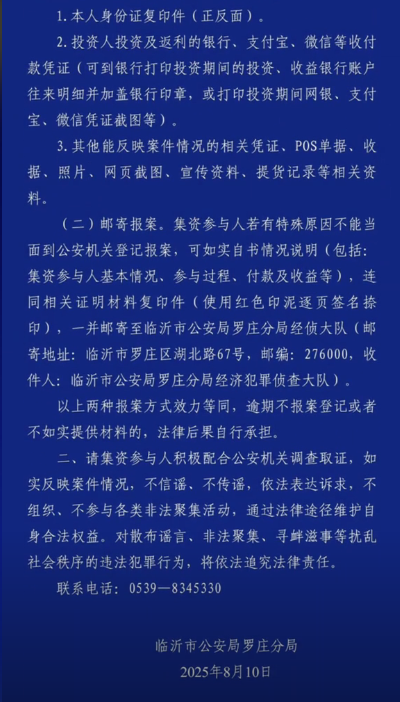 1.本人身份证复印件（正反面）。
2.投资人投资及返利的银行、支付宝、微信等收付
款凭证（可到银行打印投资期间的投资、收益银行账户
往来明细并加盖银行印章，或打印投资期间网银、支付
宝、微信凭证截图等）。
3.其他能反映案件情况的相关凭证、POS单据、收
据、照片、网页截图、宣传资料、提货记录等相关资
料。
（二）邮寄报案。集资参与人若有特殊原因不能当
面到公安机关登记报案，可如实自书情况说明（包括：
集资参与人基本情况、参与过程、付款及收益等），连
同相关证明材料复印件（使用红色印泥逐页签名捺
印），一并邮寄至临沂市公安局罗庄分局经侦大队（邮
寄地址：临沂市罗庄区湖北路67号，邮编：276000，收
件人：临沂市公安局罗庄分局经济犯罪侦查大队）。
以上两种报案方式效力等同，逾期不报案登记或者
不如实提供材料的，法律后果自行承担。
二、请集资参与人积极配合公安机关调查取证，如
实反映案件情况，不信谣、不传谣，依法表达诉求，不
组织、不参与各类非法聚集活动，通过法律途径维护自
身合法权益。对散布谣言、非法聚集、寻衅滋事等扰乱
社会秩序的违法犯罪行为，将依法追究法律责任。
联系电话：0539—8345330
临沂市公安局罗庄分局
2025年8月10日